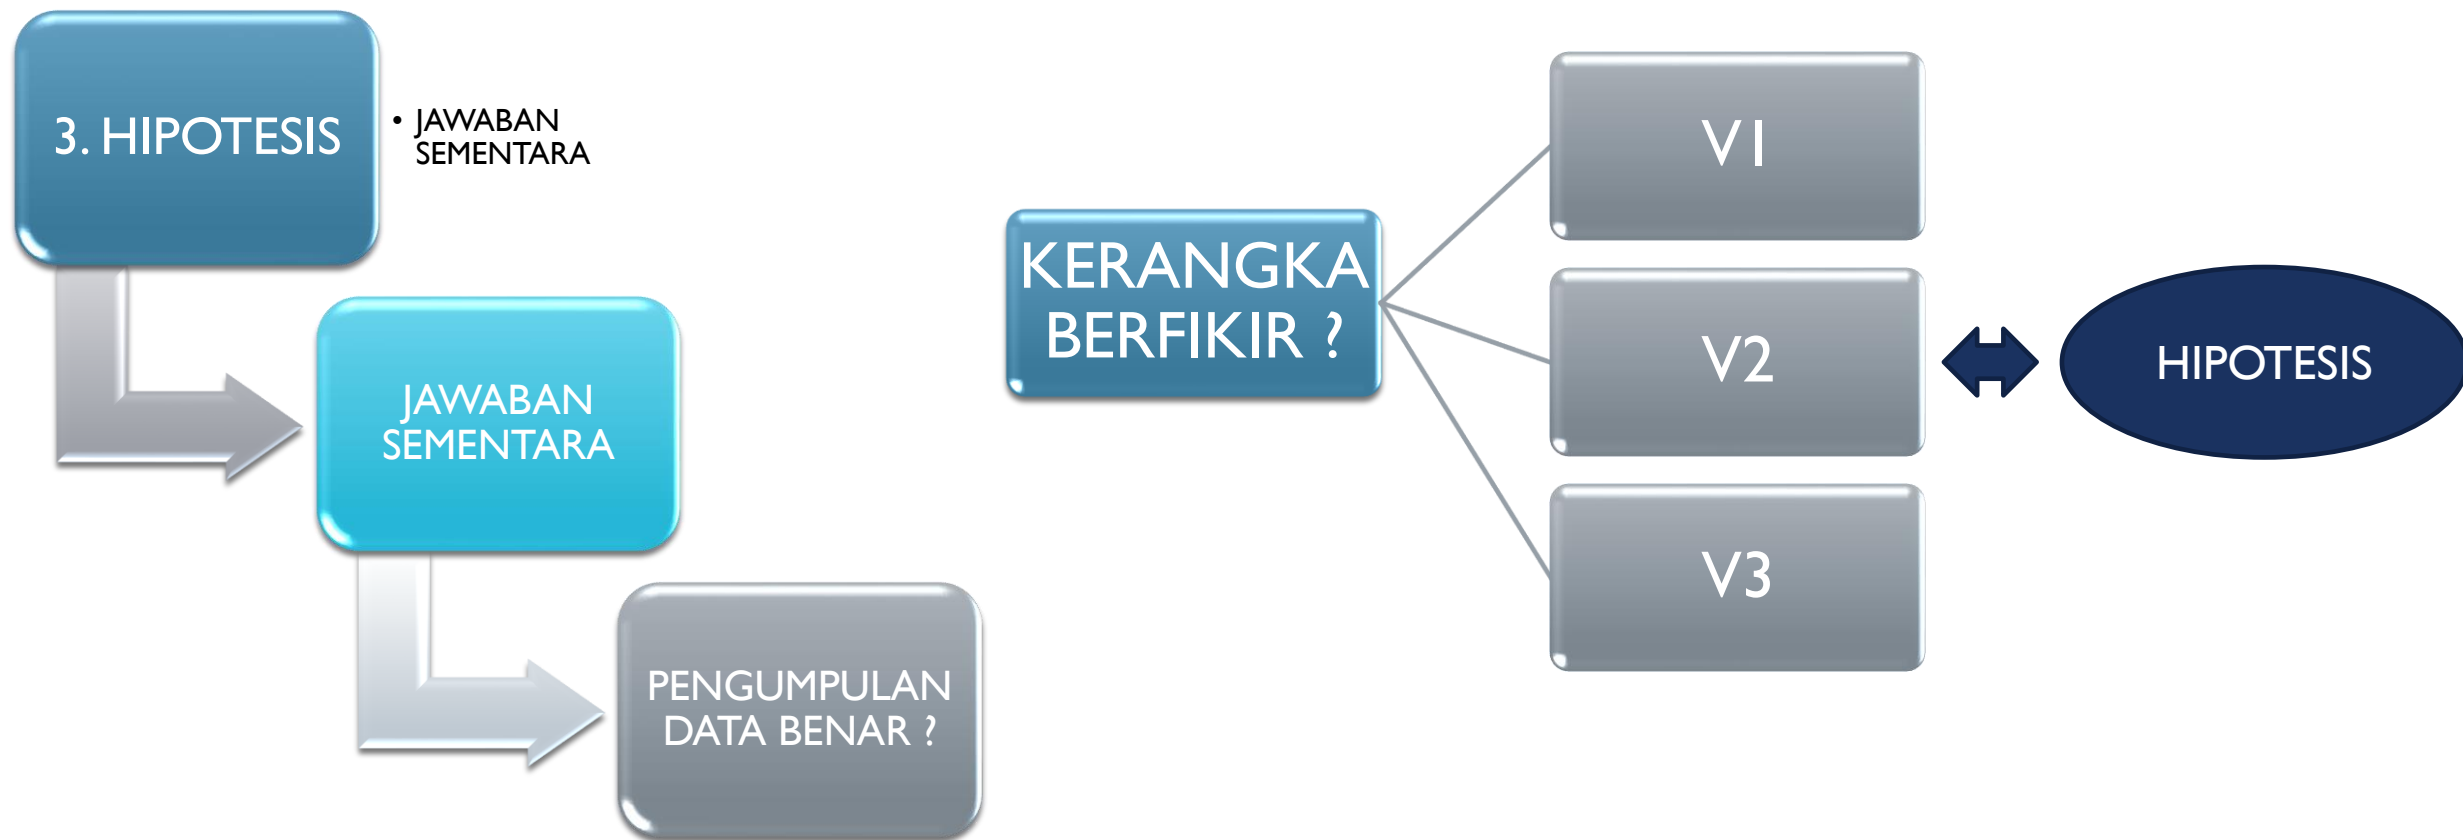 3. HIPOTESIS
• JAWABAN
SEMENTARA
JAWABAN
SEMENTARA
PENGUMPULAN
DATA BENAR ?
KERANGKA
BERFIKIR ?
V1
V2
V3
HIPOTESIS